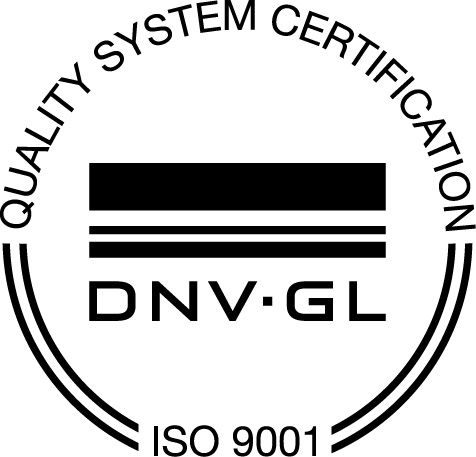 QUALITY SYSTEM CERTIFICATION
DNV·GL
ISO 9001